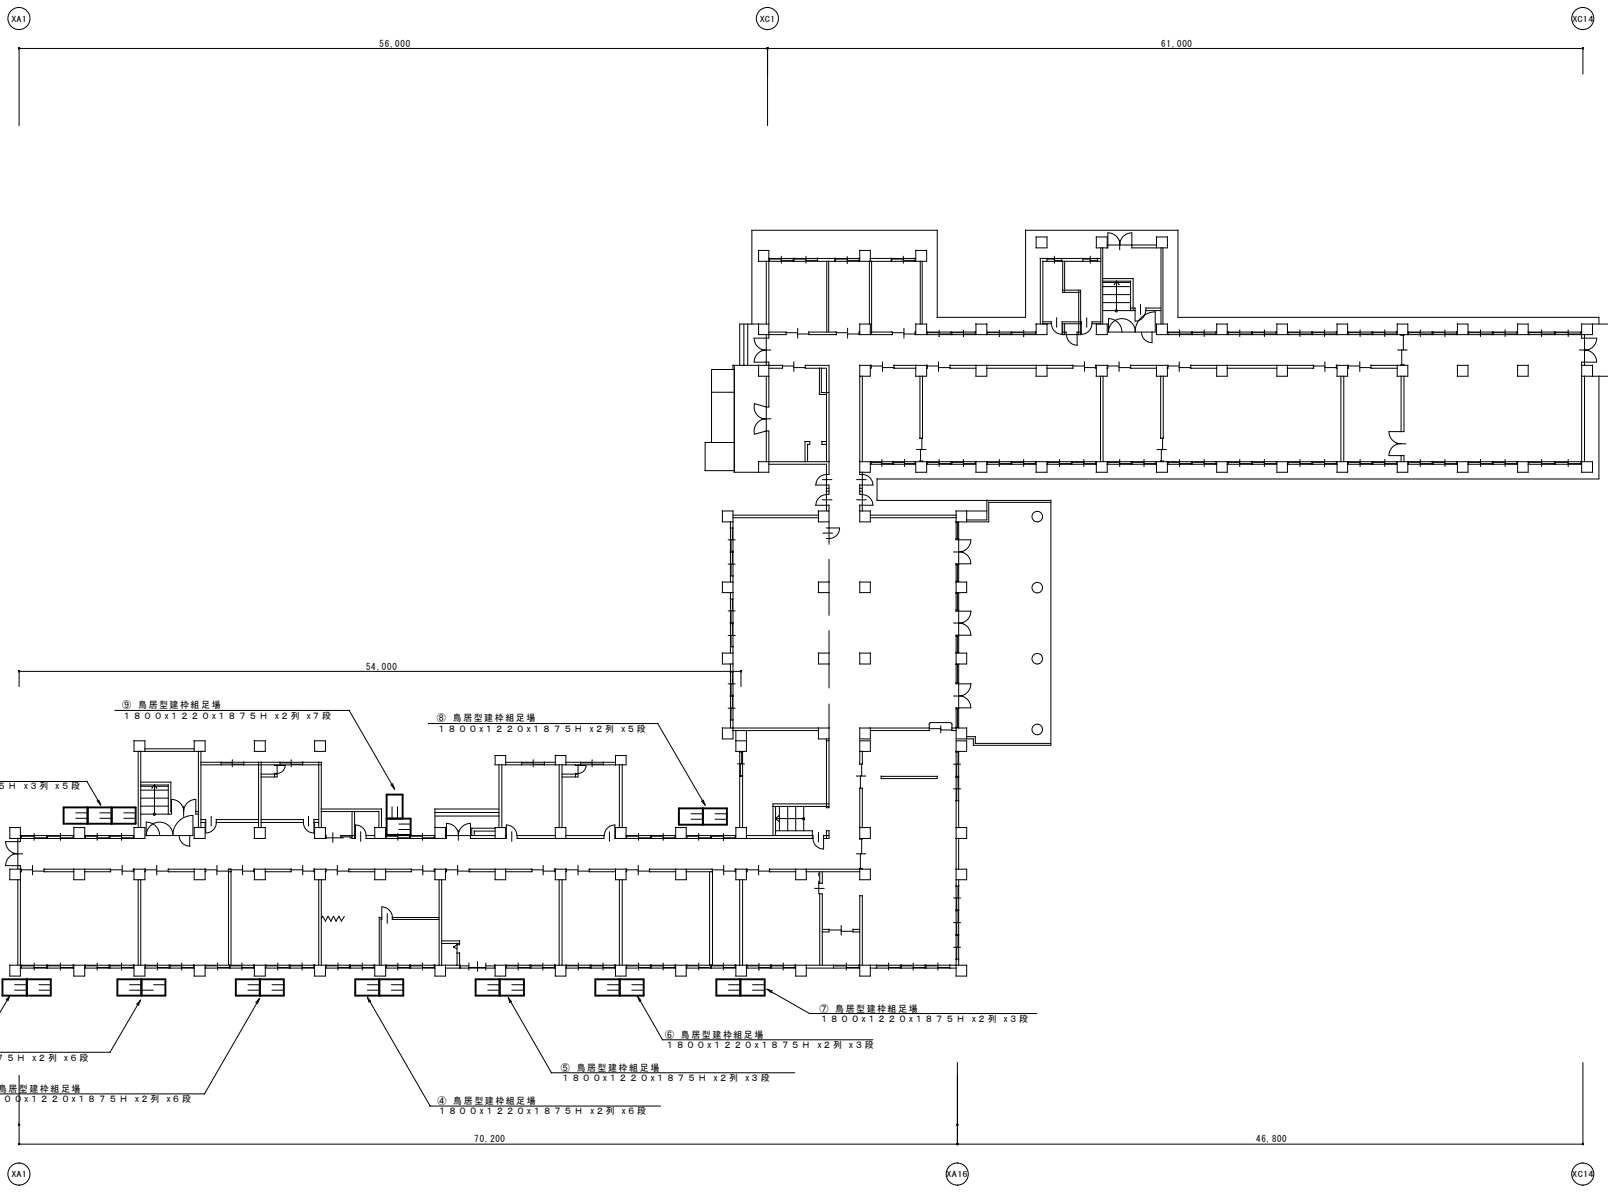 XA1
XC1
XC14
56,000
61,000
54,000
⑨ 鳥居型建枠組足場
1800x1220x1875H x2列 x7段
⑧ 鳥居型建枠組足場
1800x1220x1875H x2列 x5段
5H x3列 x5段
⑦ 鳥居型建枠組足場
1800x1220x1875H x2列 x3段
⑥ 鳥居型建枠組足場
1800x1220x1875H x2列 x3段
75H x2列 x6段
⑤ 鳥居型建枠組足場
1800x1220x1875H x2列 x3段
鳥居型建枠組足場
00x1220x1875H x2列 x6段
④ 鳥居型建枠組足場
1800x1220x1875H x2列 x6段
70,200
46,800
XA1
XA16
XC14